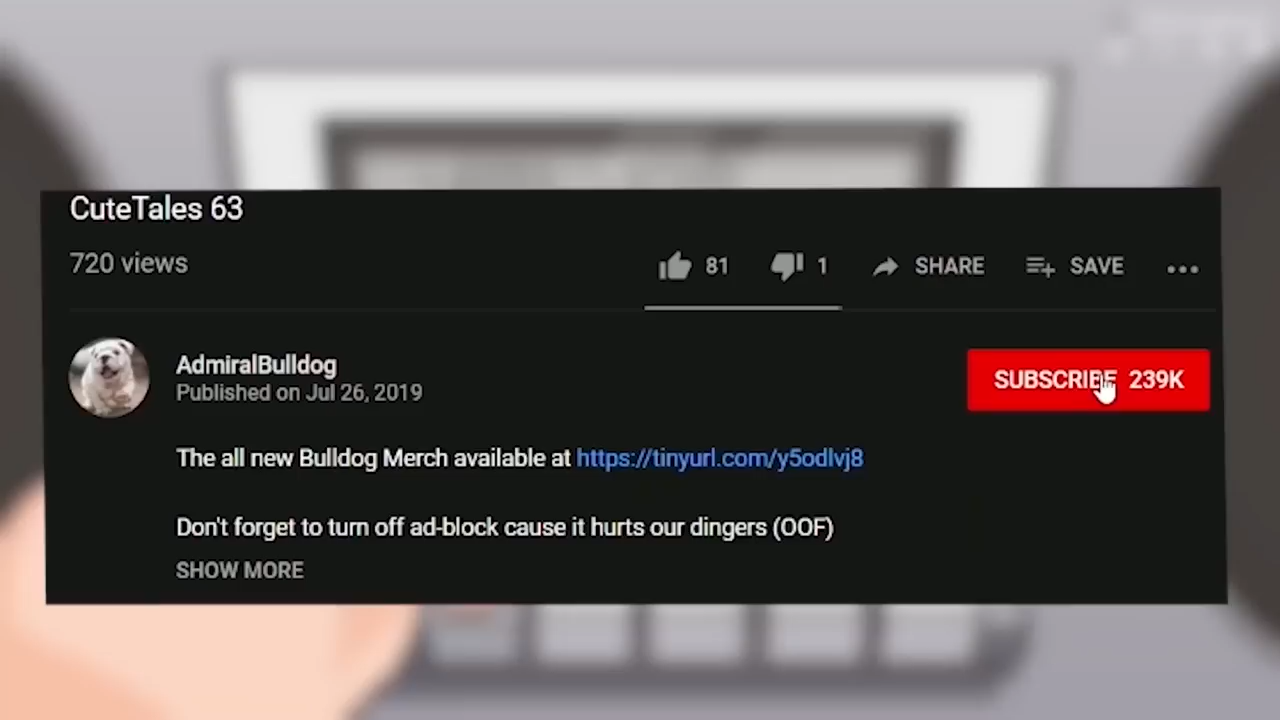 CuteTales 63
720 views
81 1 SHARE SAVE
AdmiralBulldog
Published on Jul 26, 2019
SUBSCRIBE 239K
The all new Bulldog Merch available at https://tinyurl.com/y5odlvj8
Don't forget to turn off ad-block cause it hurts our dingers (OOF)
SHOW MORE